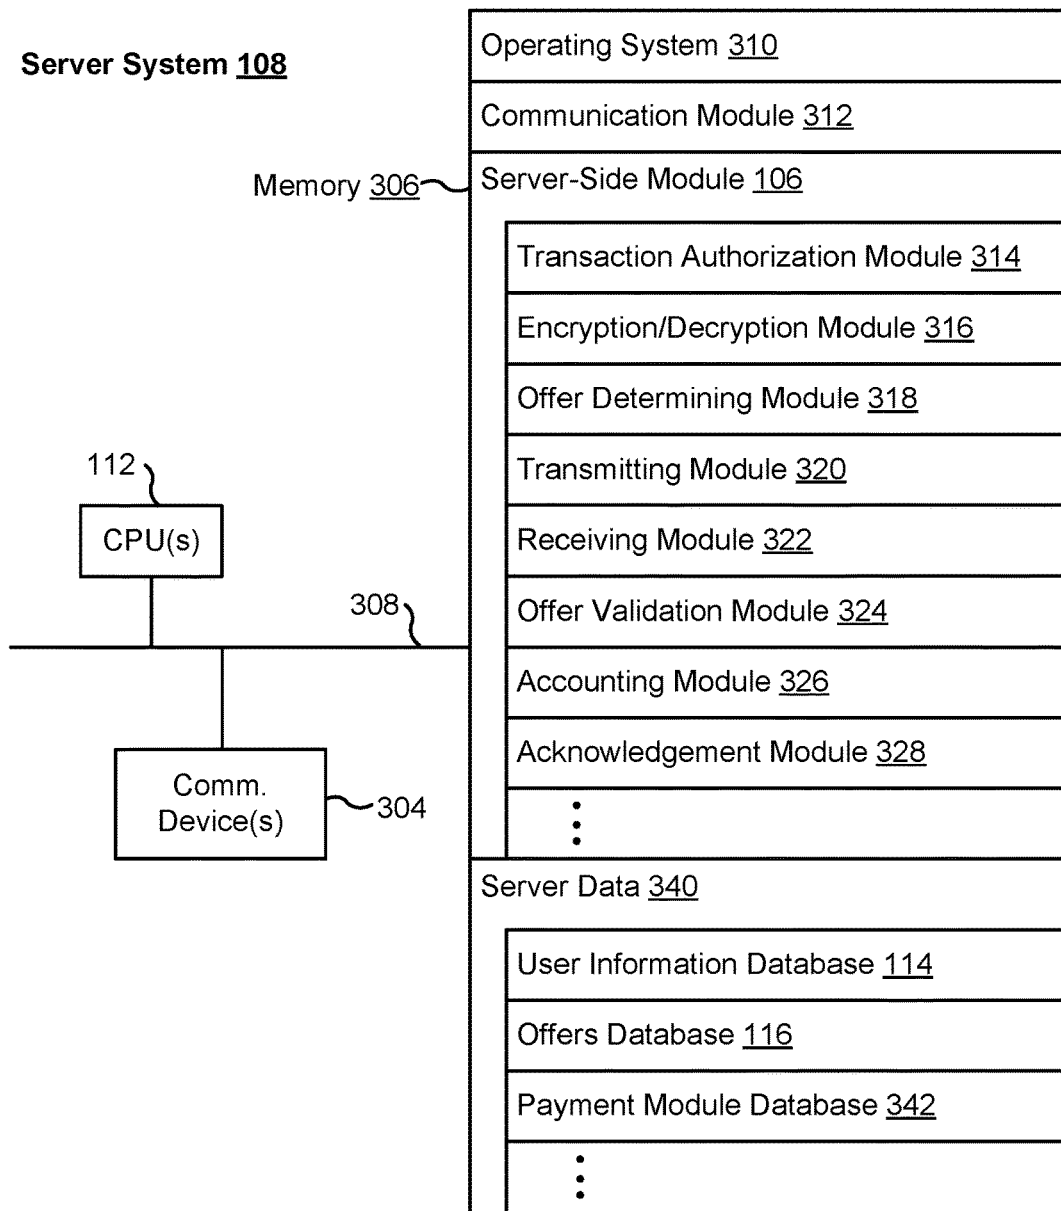 Server System 108
Operating System 310
Communication Module 312
Memory 306
Server-Side Module 106
Transaction Authorization Module 314
Encryption/Decryption Module 316
Offer Determining Module 318
Transmitting Module 320
Receiving Module 322
Offer Validation Module 324
Accounting Module 326
Acknowledgement Module 328
112
CPU(s)
308
Comm.
Device(s)
304
Server Data 340
User Information Database 114
Offers Database 116
Payment Module Database 342